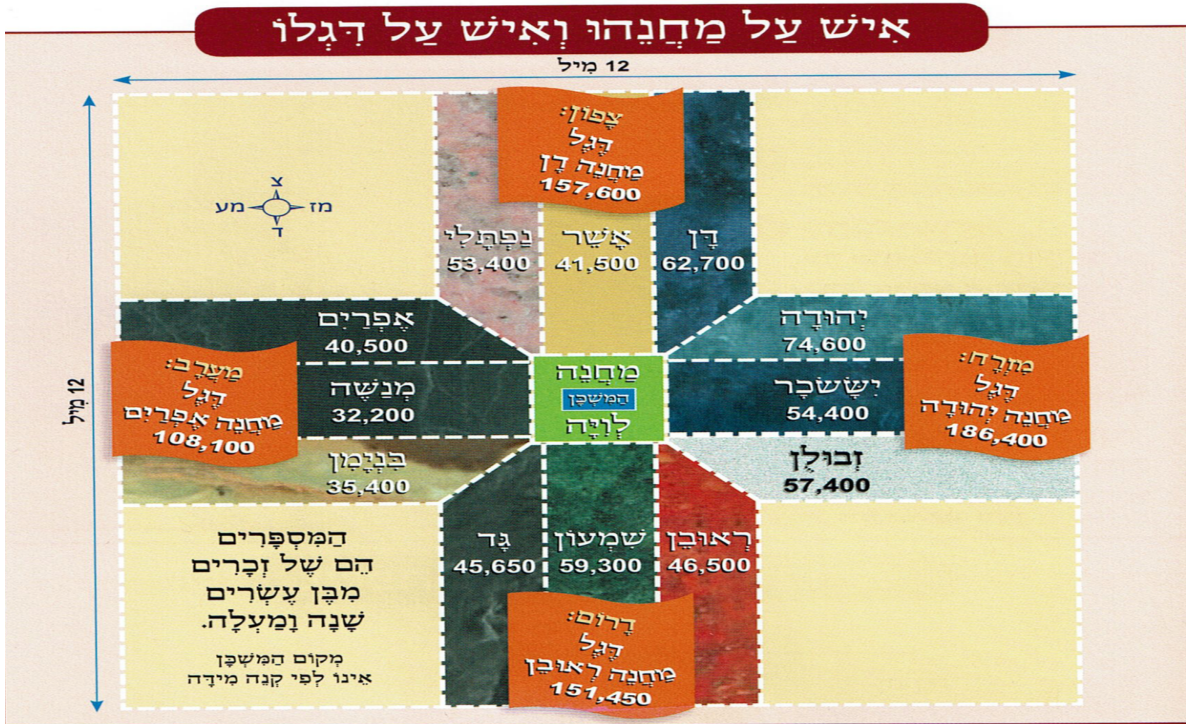 אִישׁ עַל מַחֲנֵהוּ וְאִישׁ עַל דִּגְלוֹ
12 מִיל
צָפוֹן:
דֶּגֶל
מַחֲנֵה דָן
157,600
צ
מע מז
ד
נַפְתָּלִי
53,400
אָשֵׁר
41,500
דָּן
62,700
אֶפְרַיִם
40,500
יְהוּדָה
74,600
מַעֲרָב:
דֶּגֶל
מַחֲנֵה אֶפְרַיִם
108,100
מְנַשֶּׁה
32,200
מַחֲנֵה
הַמִּשְׁכָּן
לְוִיָּה
יִשָּׂשׂכָר
54,400
מִזְרָח:
דֶּגֶל
מַחֲנֵה יְהוּדָה
186,400
12 מִיל
בִּנְיָמִן
35,400
זְבוּלֻן
57,400
גָּד
45,650
שִׁמְעוֹן
59,300
רְאוּבֵן
46,500
דָּרוֹם:
דֶּגֶל
מַחֲנֵה רְאוּבֵן
151,450
הַמִּסְפָּרִים
הֵם שֶׁל זְכָרִים
מִבֶּן עֶשְׂרִים
שָׁנָה וָמַעְלָה.
מְקוֹם הַמִּשְׁכָּן
אֵינוֹ לְפִי קְנֵה מִידָּה